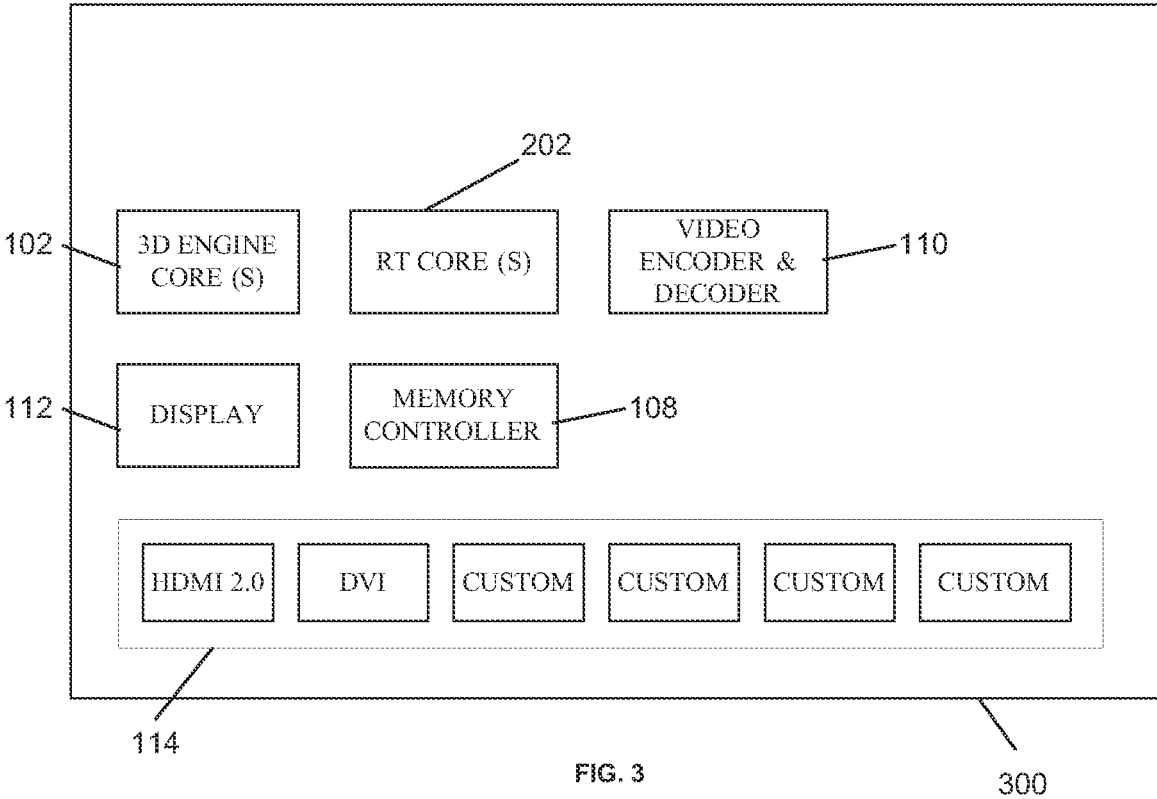 202
102
3D ENGINE
CORE (S)
RT CORE (S)
VIDEO
ENCODER &
DECODER
110
112
DISPLAY
MEMORY
CONTROLLER
108
HDMI 2.0
DVI
CUSTOM
CUSTOM
CUSTOM
CUSTOM
114
FIG. 3
300